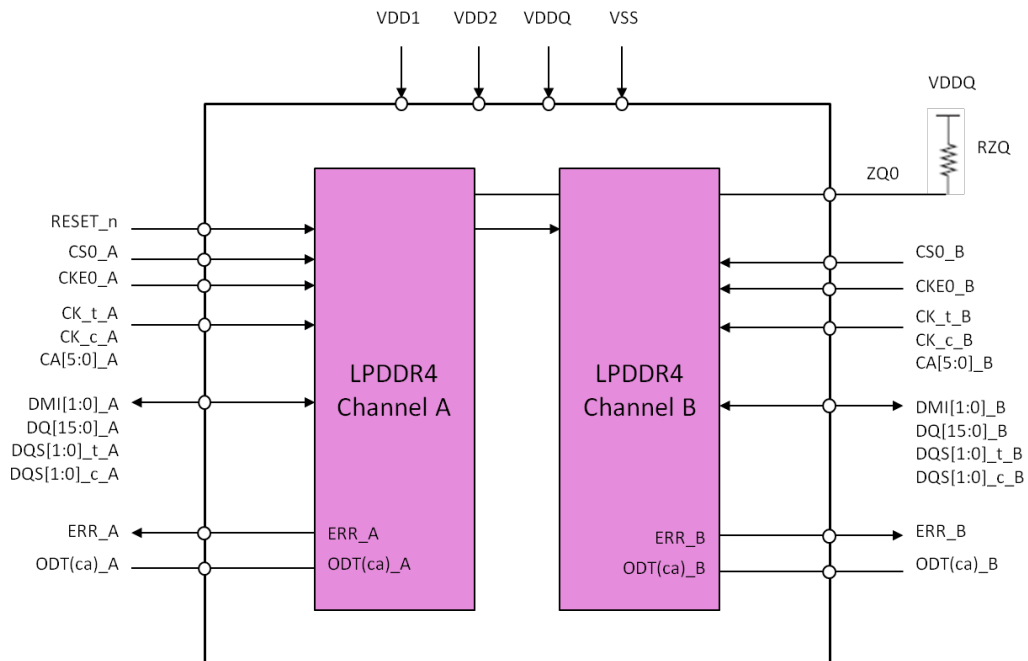 VDD1 VDD2 VDDQ VSS
VDDQ
RZQ
ZQ0
RESET_n
CS0_A
CKE0_A
CK_t_A
CK_c_A
CA[5:0]_A
DMI[1:0]_A
DQ[15:0]_A
DQS[1:0]_t_A
DQS[1:0]_c_A
ERR_A
ODT(ca)_A
LPDDR4
Channel A
ERR_A
ODT(ca)_A
LPDDR4
Channel B
ERR_B
ODT(ca)_B
CS0_B
CKE0_B
CK_t_B
CK_c_B
CA[5:0]_B
DMI[1:0]_B
DQ[15:0]_B
DQS[1:0]_t_B
DQS[1:0]_c_B
ERR_B
ODT(ca)_B